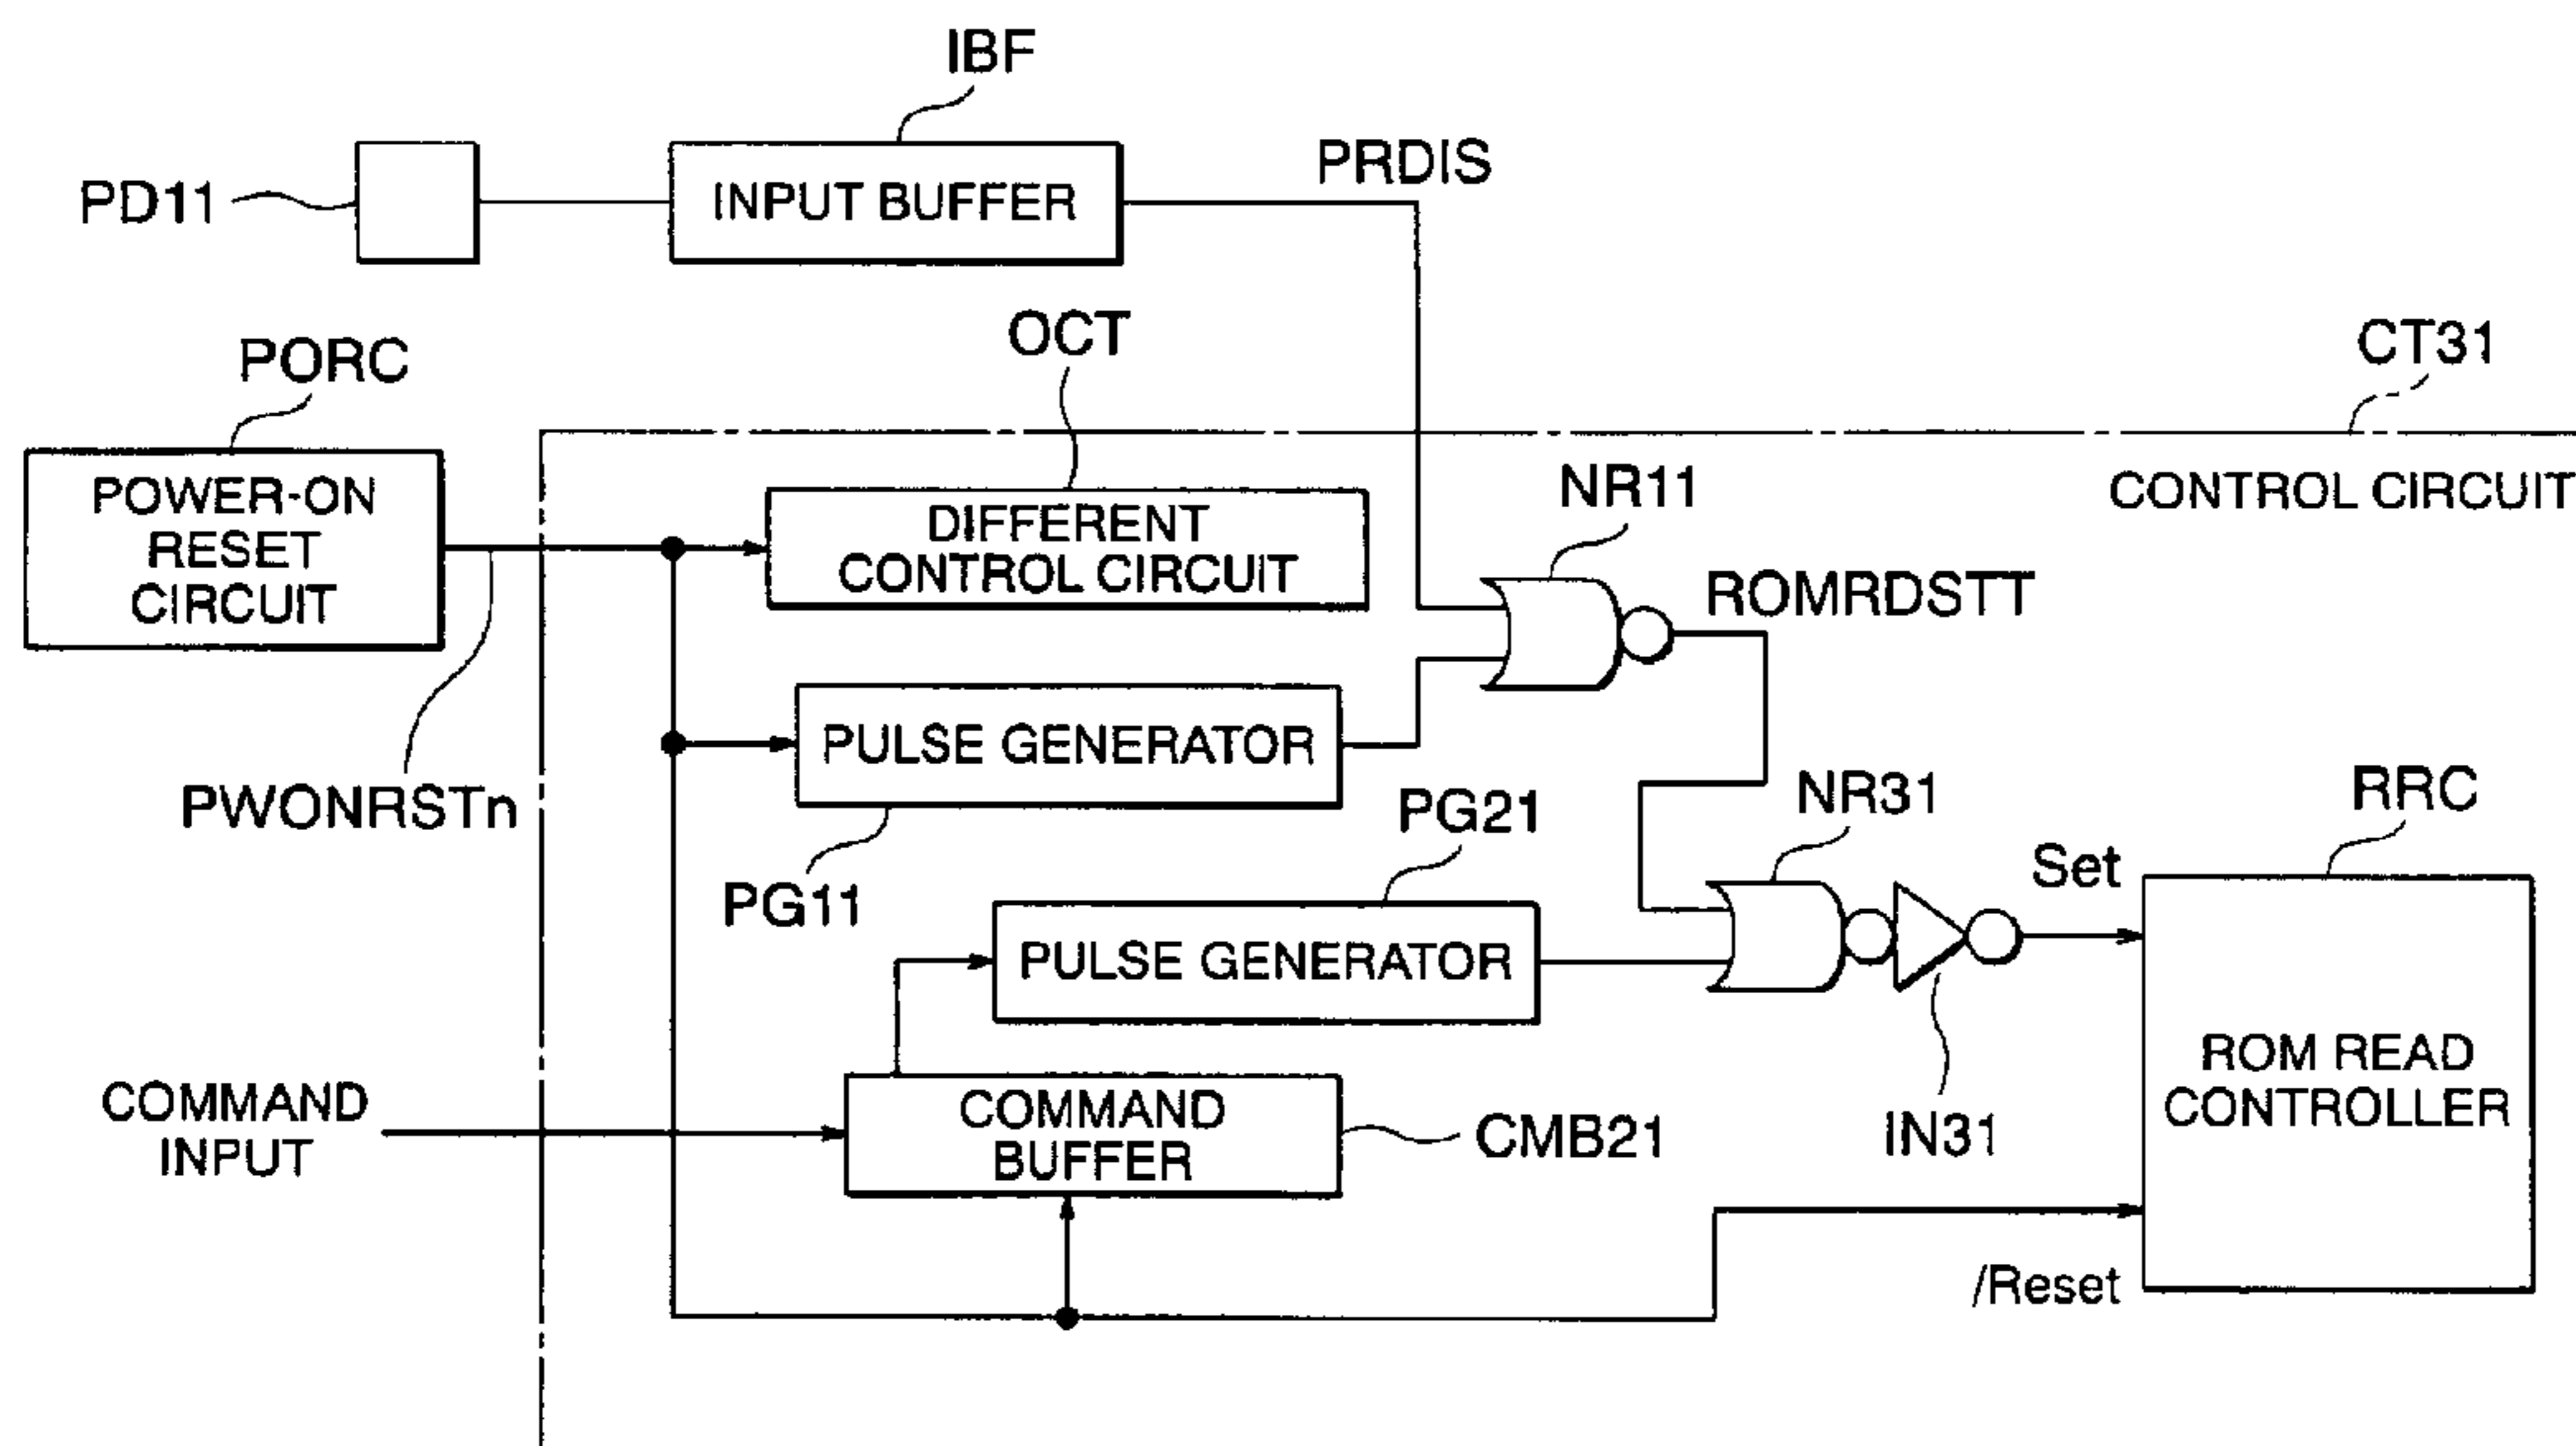 IBF
PD11
INPUT BUFFER
PRDIS
PORC
OCT
CT31
POWER-ON
RESET
CIRCUIT
DIFFERENT
CONTROL CIRCUIT
NR11
CONTROL CIRCUIT
ROMRDSTT
PULSE GENERATOR
PWONRSTn
PG11
PG21
NR31
RRC
Set
PULSE GENERATOR
COMMAND
INPUT
COMMAND
BUFFER
CMB21
IN31
ROM READ
CONTROLLER
/Reset